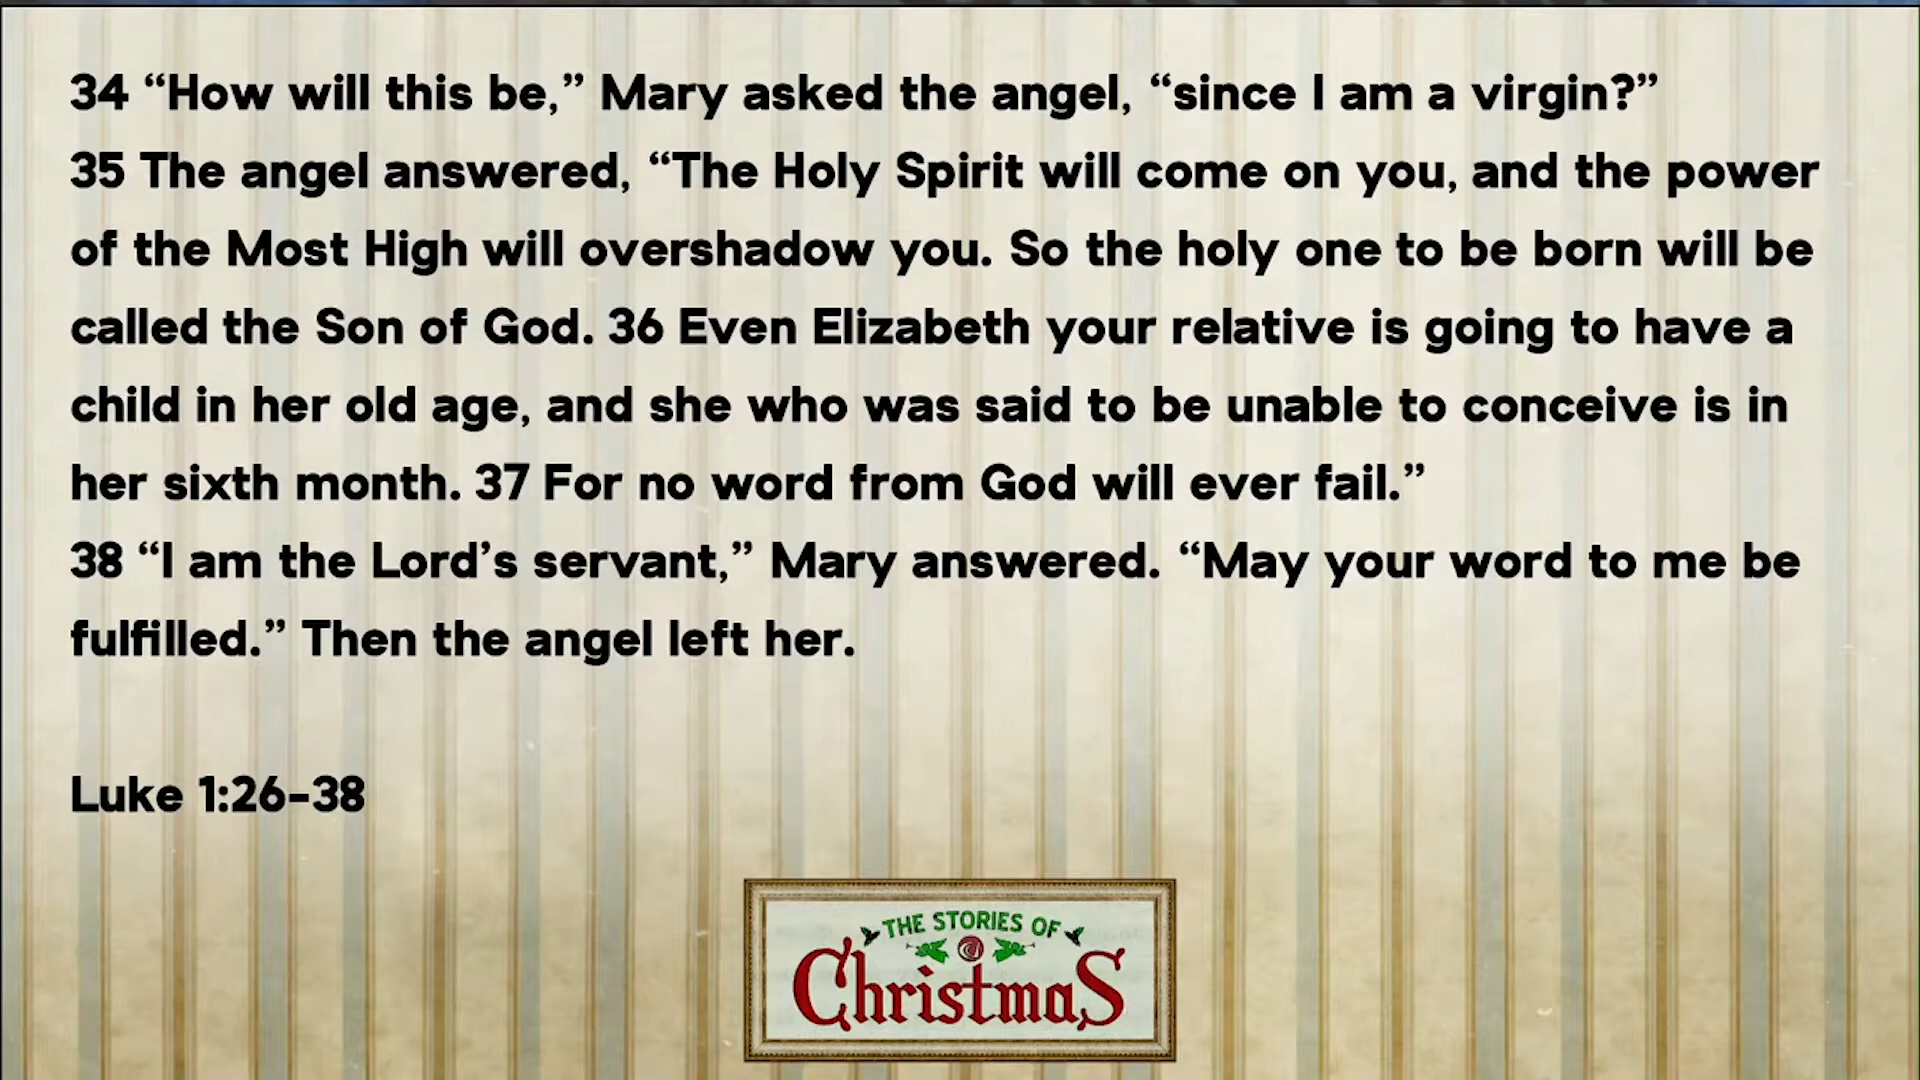 34 “How will this be,” Mary asked the angel, “since I am a virgin?”
35 The angel answered, “The Holy Spirit will come on you, and the power
of the Most High will overshadow you. So the holy one to be born will be
called the Son of God. 36 Even Elizabeth your relative is going to have a
child in her old age, and she who was said to be unable to conceive is in
her sixth month. 37 For no word from God will ever fail.”
38 “I am the Lord’s servant,” Mary answered. “May your word to me be
fulfilled.” Then the angel left her.
Luke 1:26-38
THE STORIES OF
Christmas